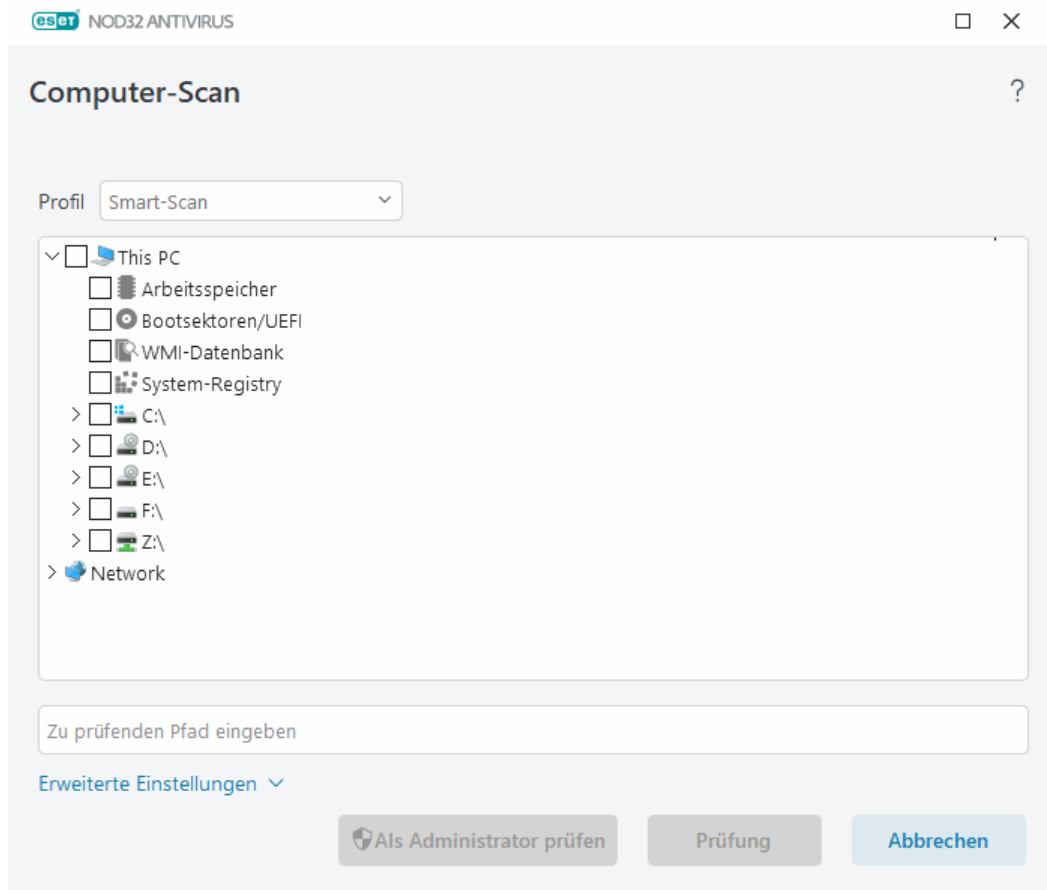 eset NOD32 ANTIVIRUS
Computer-Scan
?
Profil Smart-Scan
This PC
Arbeitsspeicher
Bootsektoren/UEFI
WMI-Datenbank
System-Registry
C:\
D:\
E:\
F:\
Z:\
Network
Zu prüfenden Pfad eingeben
Erweiterte Einstellungen
Als Administrator prüfen Prüfung Abbrechen